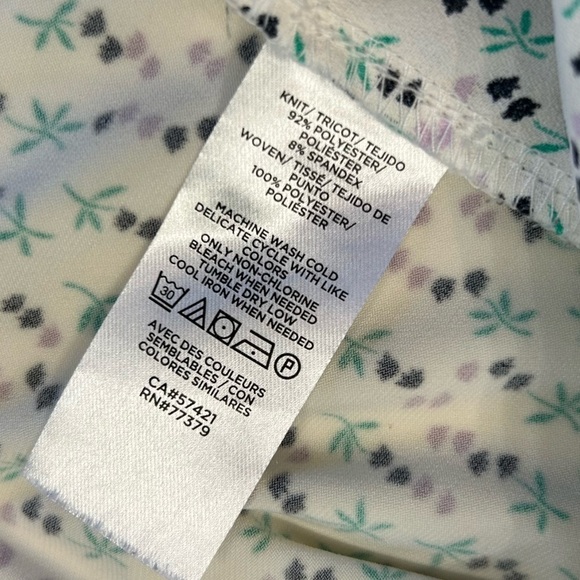 KNIT/ TRICOT/ TEJIDO
92% POLYESTER/
POLIÉSTER
8% SPANDEX
WOVEN/ TISSÉ/ TEJIDO DE
PUNTO
100% POLYESTER/
POLIÉSTER
MACHINE WASH COLD
DELICATE CYCLE WITH LIKE
COLORS
ONLY NON-CHLORINE
BLEACH WHEN NEEDED
TUMBLE DRY LOW
COOL IRON WHEN NEEDED
30 P
AVEC DES COULEURS
SEMBLABLES / CON
COLORES SIMILARES
CA#57421
RN#77379